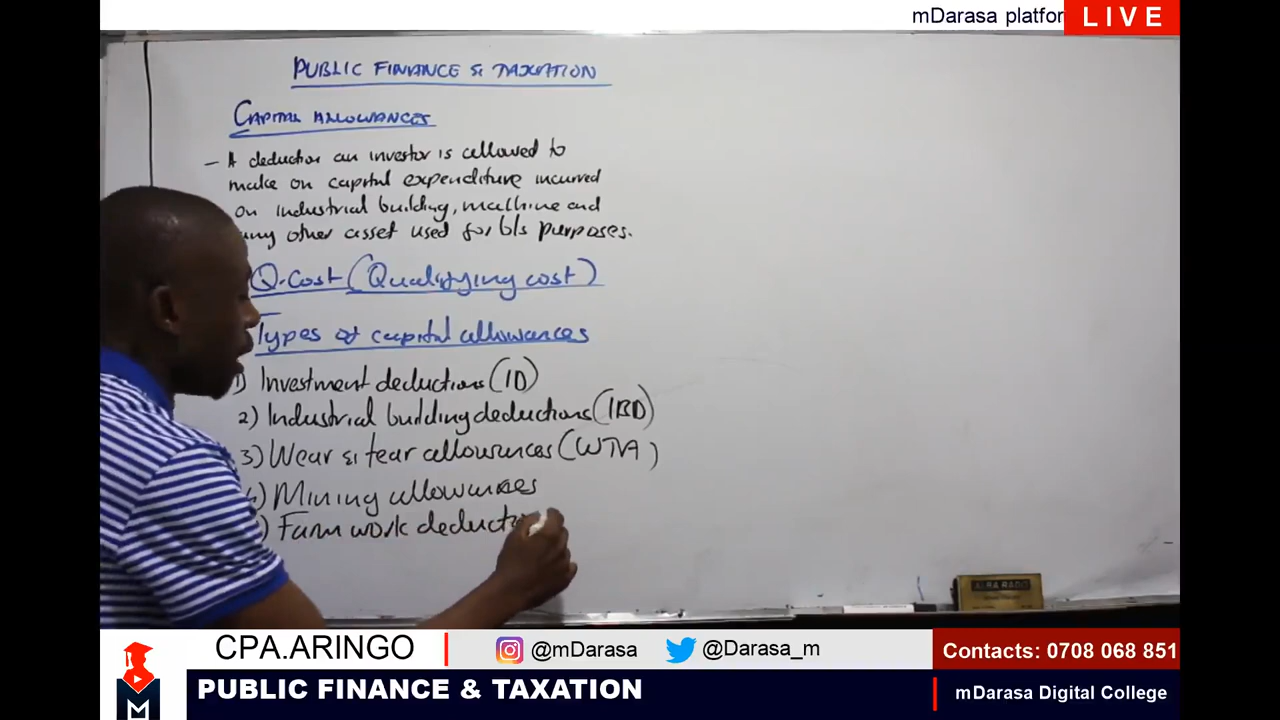 mDarasa platfor
LIVE
PUBLIC FINANCE & TAXATION
CAPITAL ALLOWANCES
- A deduction an investor is allowed to
make on capital expenditure incurred
on industrial building, machine and
any other asset used for b/s purposes.
Q.cost (Qualifying cost)
Types of capital allowances
1) Investment deductions (ID)
2) Industrial building deductions (IBD)
3) Wear & tear allowances (WTA)
4) Mining allowances
) Farm work deducti
CPA.ARINGO
@mDarasa
@Darasa_m
Contacts: 0708 068 851
M
PUBLIC FINANCE & TAXATION
mDarasa Digital College